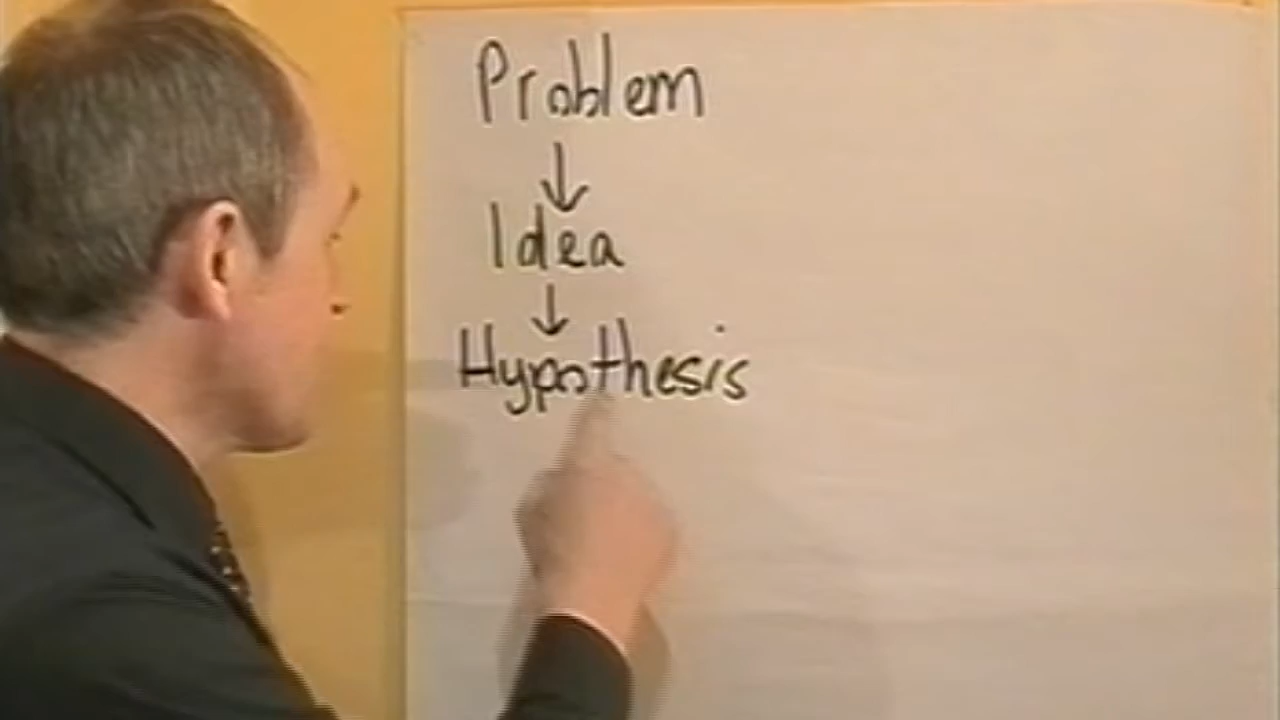 Problem
↓
Idea
↓
Hypothesis